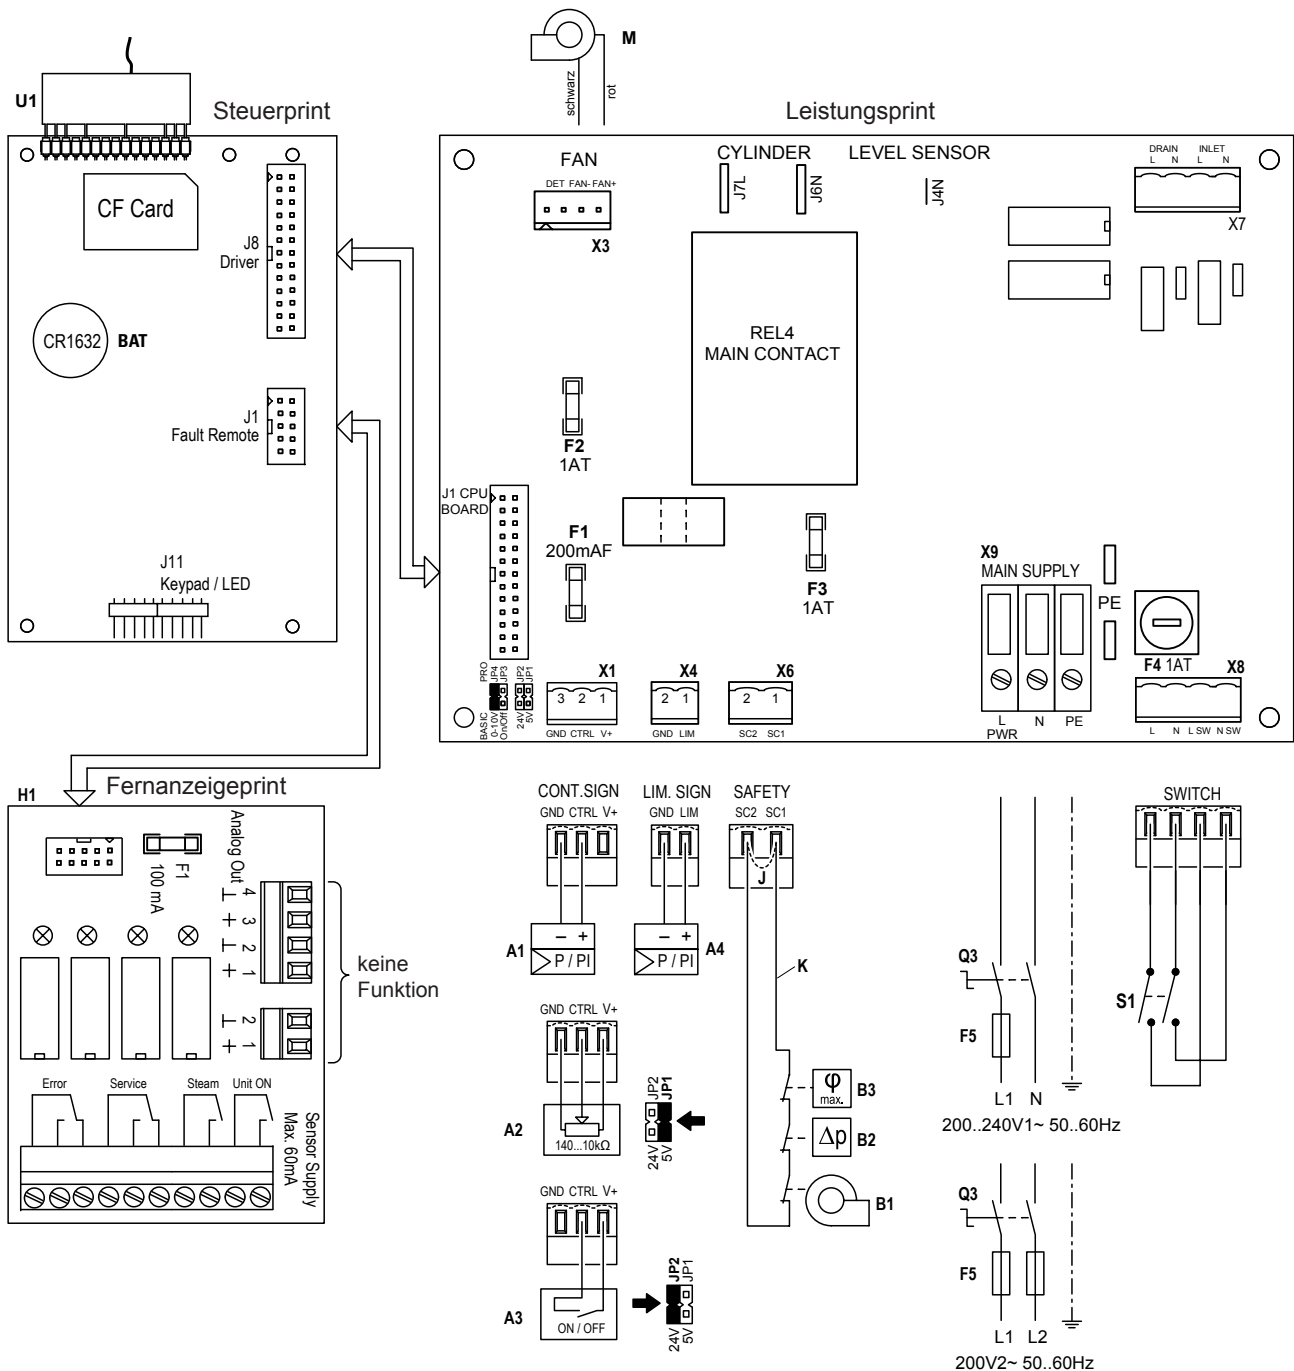 M
schwarz
rot
U1
Steuerprint
Leistungsprint
CF Card
J8
Driver
CR1632 BAT
J1
Fault Remote
J11
Keypad / LED
FAN
DET FAN- FAN+
X3
CYLINDER
J7L
J6N
LEVEL SENSOR
J4N
DRAIN INLET
L N L N
X7
REL4
MAIN CONTACT
F2
1AT
J1 CPU
BOARD
F1
200mAF
F3
1AT
X9
MAIN SUPPLY
PE
F4 1AT
X8
PRO
JP4
JP3
JP2
JP1
BASIC
0-10V
On/Off
24V
5V
X1
3 2 1
GND CTRL V+
X4
2 1
GND LIM
X6
2 1
SC2 SC1
L N PE
PWR
L N L SW N SW
H1
Fernanzeigeprint
F1
100 mA
Analog Out
4
3
2
1
⊥
+
⊥
+
2
1
⊥
+
keine
Funktion
Error Service Steam Unit ON
Sensor Supply
Max. 60mA
CONT.SIGN
GND CTRL V+
A1
– +
P / PI
LIM. SIGN
GND LIM
– +
P / PI
A4
SAFETY
SC2 SC1
J
K
φ
max.
B3
Δp
B2
B1
GND CTRL V+
A2
140...10kΩ
JP2
JP1
24V
5V
GND CTRL V+
A3
ON / OFF
JP2
JP1
24V
5V
Q3
F5
L1 N
200..240V1~ 50..60Hz
Q3
F5
L1 L2
200V2~ 50..60Hz
SWITCH
S1